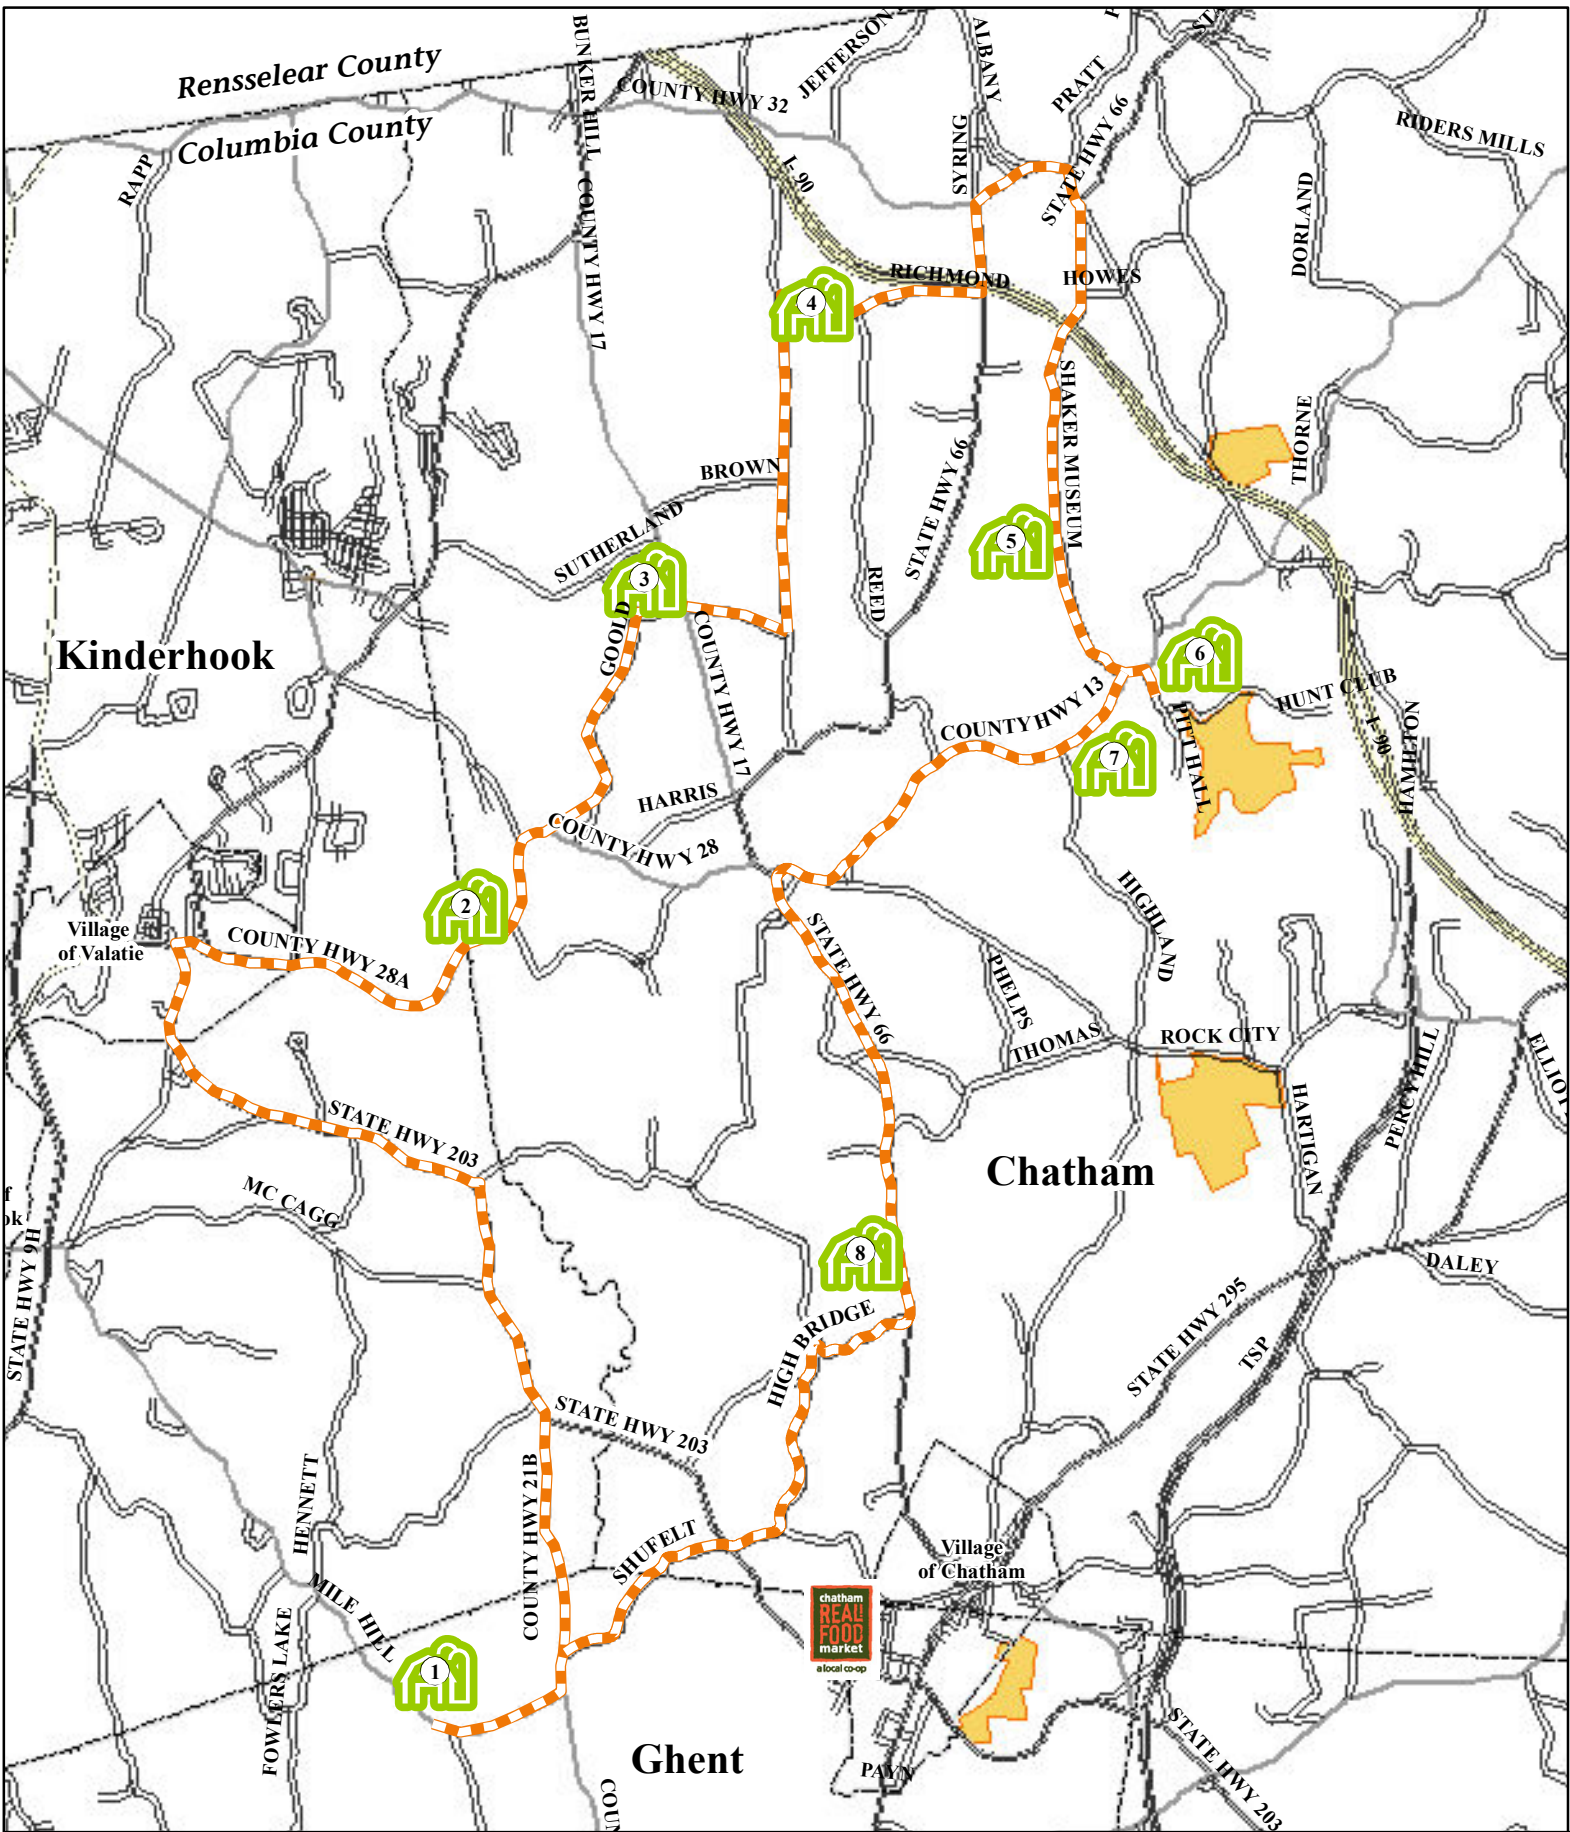 Rensselear County
Columbia County
BUNKER HILL
COUNTY HWY 17
COUNTY HWY 32
JEFFERSON
ALBANY
PRATT
STATE HWY 66
SYRING
RIDERS MILLS
RAPP
I- 90
DORLAND
RICHMOND
HOWES
4
SHAKER MUSEUM
THORNE
BROWN
STATE HWY 66
SUTHERLAND
5
3
REED
GOOLD
COUNTY HWY 17
Kinderhook
6
HUNT CLUB
COUNTY HWY 13
PITT HALL
I- 90
HAMILTON
7
HARRIS
COUNTY HWY 28
2
HIGHLAND
Village
of Valatie
COUNTY HWY 28A
STATE HWY 66
PHELPS
THOMAS
ROCK CITY
PERCY HILL
ELLIOT
HARTIGAN
STATE HWY 203
Chatham
MC CAGG
f
ok
STATE HWY 9H
8
DALEY
HIGH BRIDGE
STATE HWY 295
TSP
STATE HWY 203
COUNTY HWY 21B
HENNETT
SHUFELT
Village
of Chatham
MILE HILL
FOWLERS LAKE
chatham
REAL
FOOD
market
a local co-op
1
STATE HWY 203
Ghent
PAYN
COUN